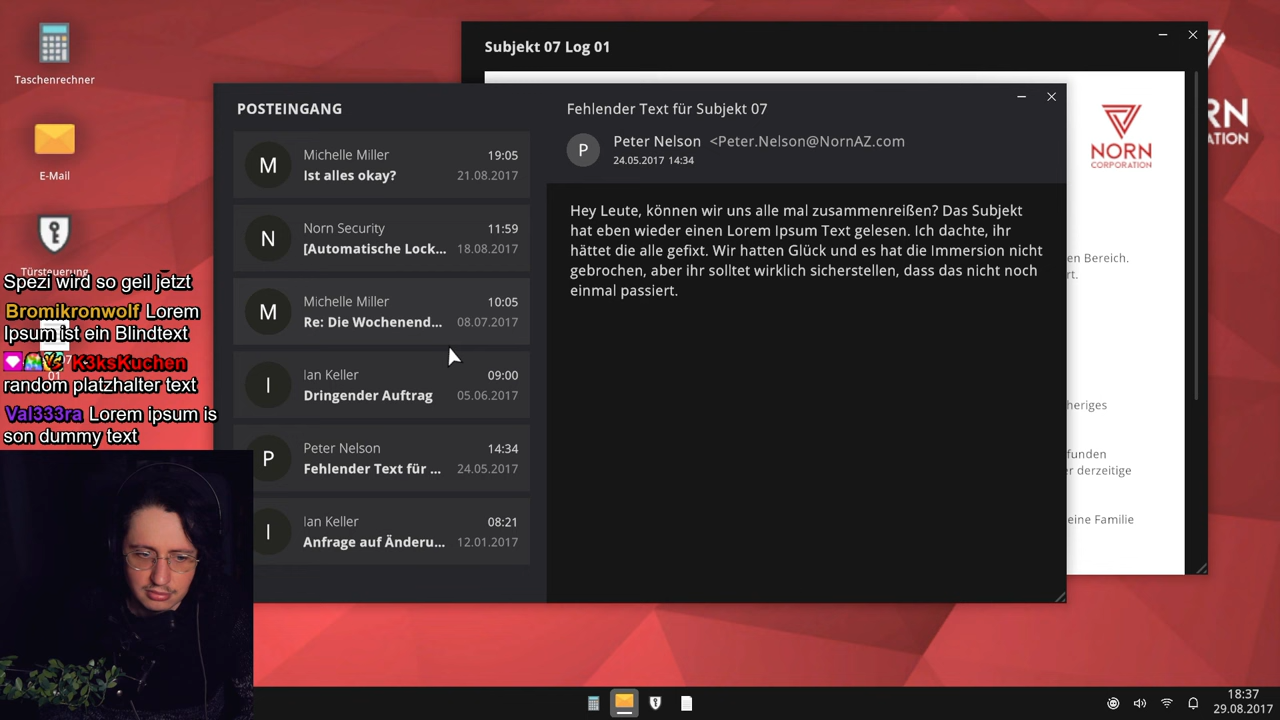 Taschenrechner
E-Mail
Türsteuerung
01
Subjekt 07 Log 01
NORN
CORPORATION
POSTEINGANG
Michelle Miller 19:05
Ist alles okay? 21.08.2017
Norn Security 11:59
[Automatische Lock... 18.08.2017
Michelle Miller 10:05
Re: Die Wochenend... 08.07.2017
Ian Keller 09:00
Dringender Auftrag 05.06.2017
Peter Nelson 14:34
Fehlender Text für ... 24.05.2017
Ian Keller 08:21
Anfrage auf Änderu... 12.01.2017
M
N
M
I
P
I
Fehlender Text für Subjekt 07
P
Peter Nelson <Peter.Nelson@NornAZ.com
24.05.2017 14:34
Hey Leute, können wir uns alle mal zusammenreißen? Das Subjekt
hat eben wieder einen Lorem Ipsum Text gelesen. Ich dachte, ihr
hättet die alle gefixt. Wir hatten Glück und es hat die Immersion nicht
gebrochen, aber ihr solltet wirklich sicherstellen, dass das nicht noch
einmal passiert.
en Bereich.
rt.
heriges
funden
r derzeitige
eine Familie
Spezi wird so geil jetzt
Bromikronwolf Lorem
Ipsum ist ein Blindtext
K3ksKuchen
random platzhalter text
Val333ra Lorem ipsum is
son dummy text
18:37
29.08.2017